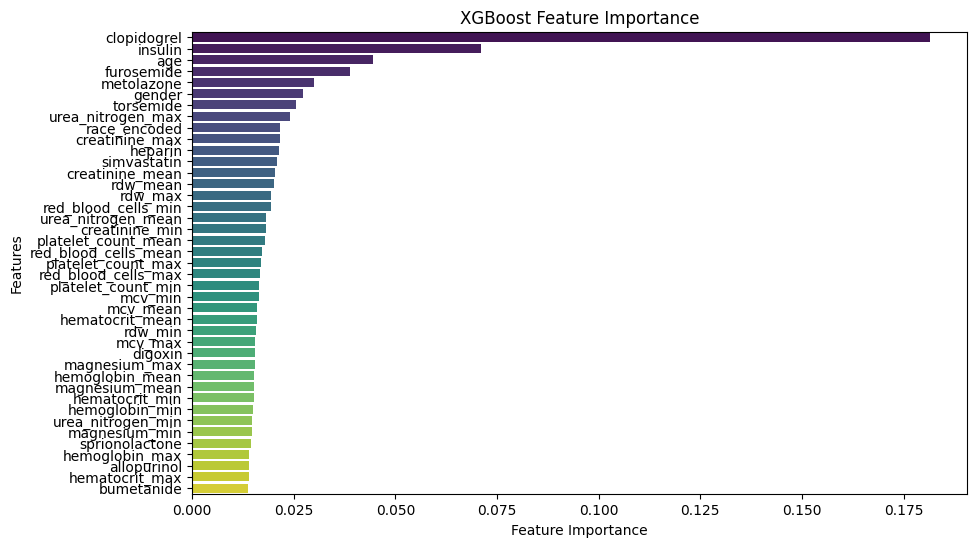 XGBoost Feature Importance
clopidogrel
insulin
age
furosemide
metolazone
gender
torsemide
urea_nitrogen_max
race_encoded
creatinine_max
heparin
simvastatin
creatinine_mean
rdw_mean
rdw_max
red_blood_cells_min
urea_nitrogen_mean
creatinine_min
platelet_count_mean
red_blood_cells_mean
platelet_count_max
red_blood_cells_max
platelet_count_min
mcv_min
mcv_mean
hematocrit_mean
rdw_min
mcv_max
digoxin
magnesium_max
hemoglobin_mean
magnesium_mean
hematocrit_min
hemoglobin_min
urea_nitrogen_min
magnesium_min
sprionolactone
hemoglobin_max
allopurinol
hematocrit_max
bumetanide
Features
0.000 0.025 0.050 0.075 0.100 0.125 0.150 0.175
Feature Importance